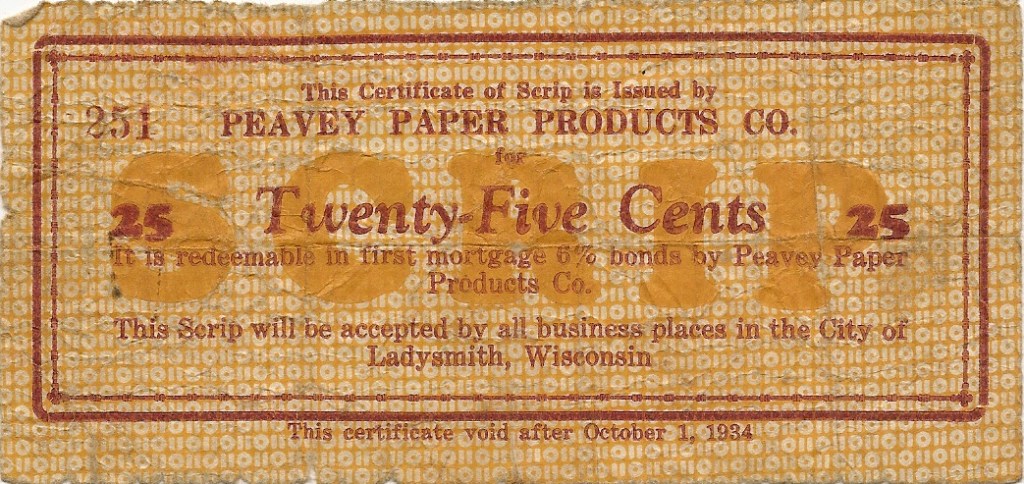 This Certificate of Scrip is Issued by
251 PEAVEY PAPER PRODUCTS CO.
for
SCRIP
25 Twenty-Five Cents 25
It is redeemable in first mortgage 6% bonds by Peavey Paper
Products Co.
This Scrip will be accepted by all business places in the City of
Ladysmith, Wisconsin
This certificate void after October 1, 1934